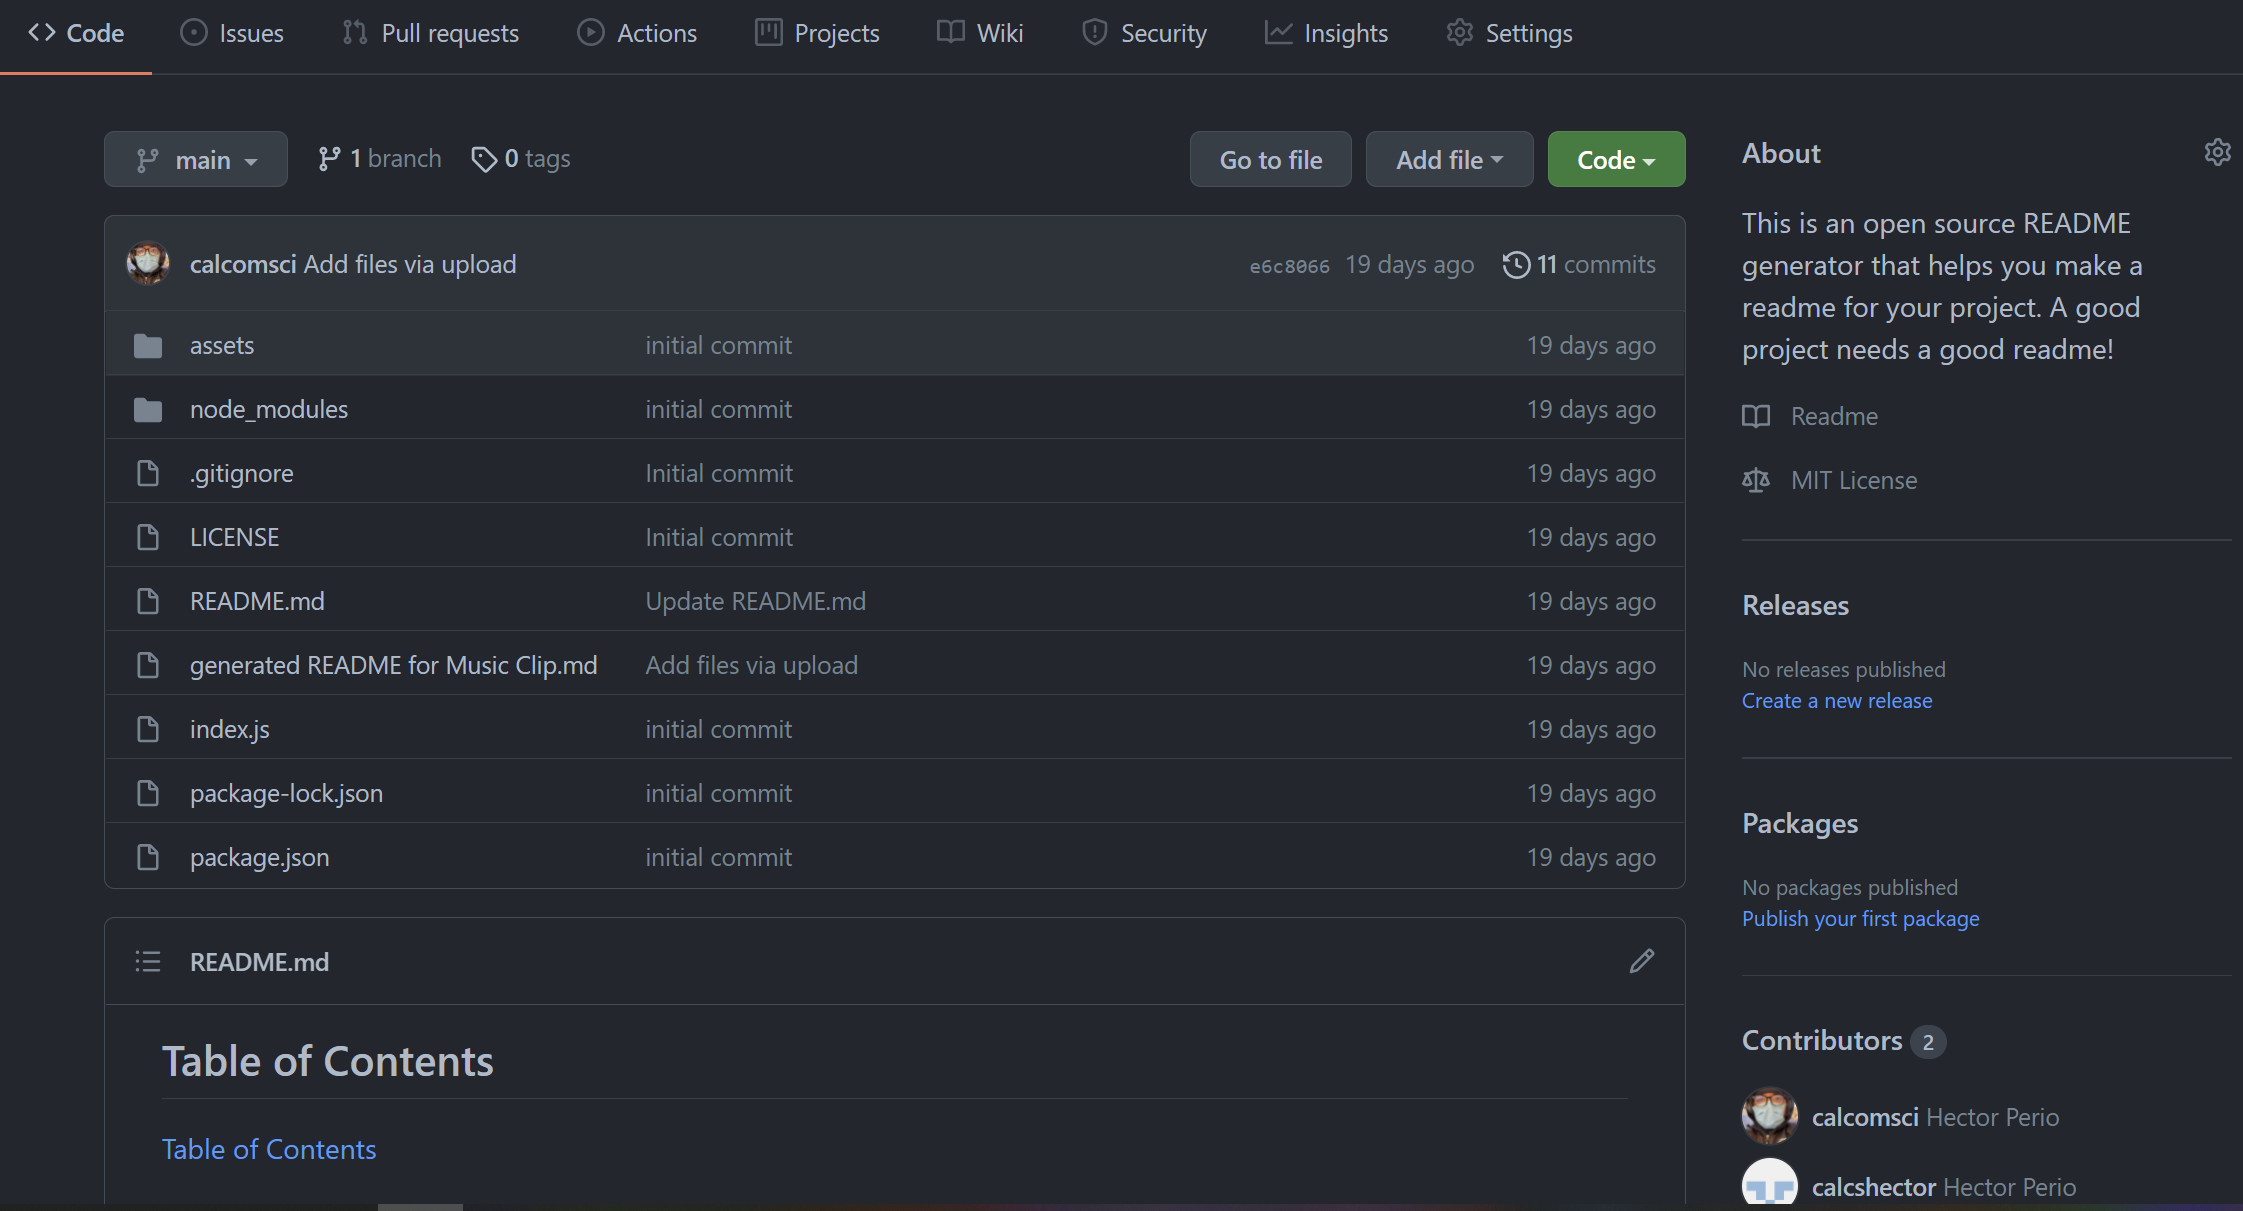 Code Issues Pull requests Actions Projects Wiki Security Insights Settings
main 1 branch 0 tags Go to file Add file Code
calcomsci Add files via upload e6c8066 19 days ago 11 commits
assets initial commit 19 days ago
node_modules initial commit 19 days ago
.gitignore Initial commit 19 days ago
LICENSE Initial commit 19 days ago
README.md Update README.md 19 days ago
generated README for Music Clip.md Add files via upload 19 days ago
index.js initial commit 19 days ago
package-lock.json initial commit 19 days ago
package.json initial commit 19 days ago
README.md
Table of Contents
Table of Contents
About
This is an open source README
generator that helps you make a
readme for your project. A good
project needs a good readme!
Readme
MIT License
Releases
No releases published
Create a new release
Packages
No packages published
Publish your first package
Contributors 2
calcomsci Hector Perio
calcshector Hector Perio